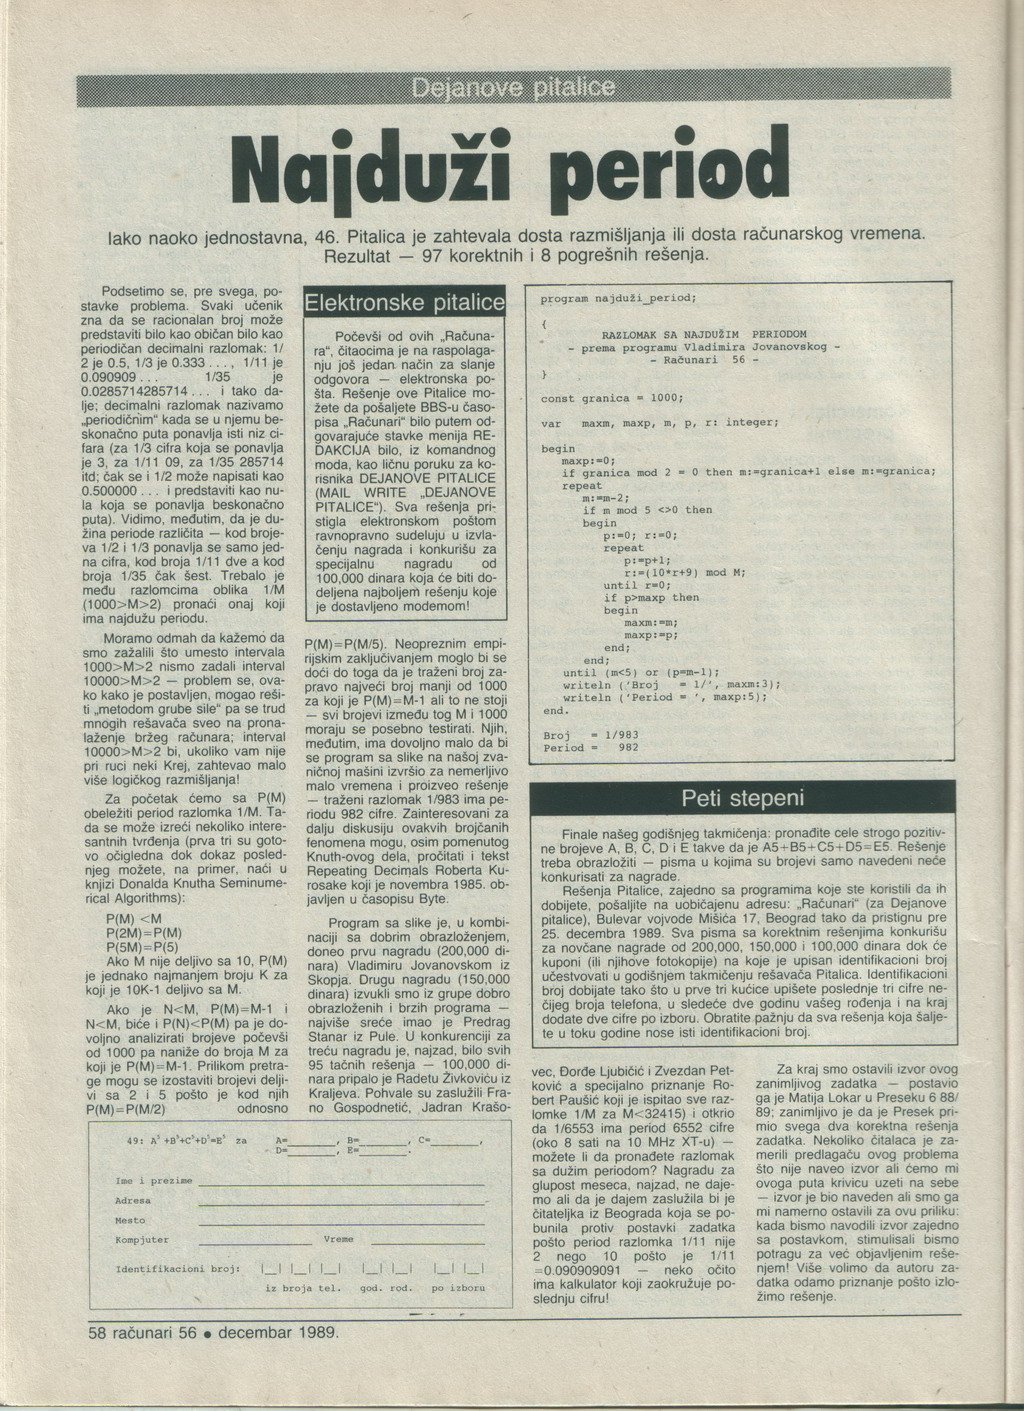 Dejanove pitalice
Najduži period
Iako naoko jednostavna, 46. Pitalica je zahtevala dosta razmišljanja ili dosta računarskog vremena.
Rezultat — 97 korektnih i 8 pogrešnih rešenja.
Podsetimo se, pre svega, po-
stavke problema. Svaki učenik
zna da se racionalan broj može
predstaviti bilo kao običan bilo kao
periodičan decimalni razlomak: 1/
2 je 0.5, 1/3 je 0.333 . . . , 1/11 je
0.090909 . . . 1/35 je
0.0285714285714 . . . i tako da-
lje; decimalni razlomak nazivamo
„periodičnim“ kada se u njemu be-
skonačno puta ponavlja isti niz ci-
fara (za 1/3 cifra koja se ponavlja
je 3, za 1/11 09, za 1/35 285714
itd; čak se i 1/2 može napisati kao
0.500000 . . . i predstaviti kao nu-
la koja se ponavlja beskonačno
puta). Vidimo, međutim, da je du-
žina periode različita — kod broje-
va 1/2 i 1/3 ponavlja se samo jed-
na cifra, kod broja 1/11 dve a kod
broja 1/35 čak šest. Trebalo je
među razlomcima oblika 1/M
(1000>M>2) pronaći onaj koji
ima najdužu periodu.
Moramo odmah da kažemo da
smo zažalili što umesto intervala
1000>M>2 nismo zadali interval
10000>M>2 — problem se, ova-
ko kako je postavljen, mogao reši-
ti „metodom grube sile“ pa se trud
mnogih rešavača sveo na prona-
laženje bržeg računara; interval
10000>M>2 bi, ukoliko vam nije
pri ruci neki Krej, zahtevao malo
više logičkog razmišljanja!
Za početak ćemo sa P(M)
obeležiti period razlomka 1/M. Ta-
da se može izreći nekoliko intere-
santnih tvrđenja (prva tri su goto-
vo očigledna dok dokaz posled-
njeg možete, na primer, naći u
knjizi Donalda Knutha Seminume-
rical Algorithms):
P(M) <M
P(2M)=P(M)
P(5M)=P(5)
Ako M nije deljivo sa 10, P(M)
je jednako najmanjem broju K za
koji je 10K-1 deljivo sa M.
Ako je N<M, P(M)=M-1 i
N<M, biće i P(N)<P(M) pa je do-
voljno analizirati brojeve počevši
od 1000 pa naniže do broja M za
koji je P(M)=M-1. Prilikom pretra-
ge mogu se izostaviti brojevi delji-
vi sa 2 i 5 pošto je kod njih
P(M)=P(M/2) odnosno
Elektronske pitalice
Počevši od ovih „Računa-
ra“, čitaocima je na raspolaga-
nju još jedan način za slanje
odgovora — elektronska po-
šta. Rešenje ove Pitalice mo-
žete da pošaljete BBS-u časo-
pisa „Računari“ bilo putem od-
govarajuće stavke menija RE-
DAKCIJA bilo, iz komandnog
moda, kao ličnu poruku za ko-
risnika DEJANOVE PITALICE
(MAIL WRITE „DEJANOVE
PITALICE“). Sva rešenja pri-
stigla elektronskom poštom
ravnopravno sudeluju u izvla-
čenju nagrada i konkurišu za
specijalnu nagradu od
100,000 dinara koja će biti do-
deljena najboljem rešenju koje
je dostavljeno modemom!
P(M)=P(M/5). Neopreznim empi-
rijskim zaključivanjem moglo bi se
doći do toga da je traženi broj za-
pravo najveći broj manji od 1000
za koji je P(M)=M-1 ali to ne stoji
— svi brojevi između tog M i 1000
moraju se posebno testirati. Njih,
međutim, ima dovoljno malo da bi
se program sa slike na našoj zva-
ničnoj mašini izvršio za nemerljivo
malo vremena i proizveo rešenje
— traženi razlomak 1/983 ima pe-
riodu 982 cifre. Zainteresovani za
dalju diskusiju ovakvih brojčanih
fenomena mogu, osim pomenutog
Knuth-ovog dela, pročitati i tekst
Repeating Decimals Roberta Ku-
rosake koji je novembra 1985. ob-
javljen u časopisu Byte.
Program sa slike je, u kombi-
naciji sa dobrim obrazloženjem,
doneo prvu nagradu (200,000 di-
nara) Vladimiru Jovanovskom iz
Skopja. Drugu nagradu (150,000
dinara) izvukli smo iz grupe dobro
obrazloženih i brzih programa —
najviše sreće imao je Predrag
Stanar iz Pule. U konkurenciji za
treću nagradu je, najzad, bilo svih
95 tačnih rešenja — 100,000 di-
nara pripalo je Radetu Živkoviću iz
Kraljeva. Pohvale su zaslužili Fra-
no Gospodnetić, Jadran Krašo-
program najduži_period;
{
RAZLOMAK SA NAJDUŽIM PERIODOM
- prema programu Vladimira Jovanovskog -
- Računari 56 -
}
const granica = 1000;
var maxm, maxp, m, p, r: integer;
begin
maxp:=0;
if granica mod 2 = 0 then m:=granica+1 else m:=granica;
repeat
m:=m-2;
if m mod 5 <>0 then
begin
p:=0; r:=0;
repeat
p:=p+1;
r:=(10*r+9) mod M;
until r=0;
if p>maxp then
begin
maxm:=m;
maxp:=p;
end;
end;
until (m<5) or (p=m-1);
writeln ('Broj = 1/', maxm:3);
writeln ('Period = ', maxp:5);
end.
Broj = 1/983
Period = 982
Peti stepeni
Finale našeg godišnjeg takmičenja: pronađite cele strogo pozitiv-
ne brojeve A, B, C, D i E takve da je A5+B5+C5+D5=E5. Rešenje
treba obrazložiti — pisma u kojima su brojevi samo navedeni neće
konkurisati za nagrade.
Rešenja Pitalice, zajedno sa programima koje ste koristili da ih
dobijete, pošaljite na uobičajenu adresu: „Računari“ (za Dejanove
pitalice), Bulevar vojvode Mišića 17, Beograd tako da pristignu pre
25. decembra 1989. Sva pisma sa korektnim rešenjima konkurišu
za novčane nagrade od 200,000, 150,000 i 100,000 dinara dok će
kuponi (ili njihove fotokopije) na koje je upisan identifikacioni broj
učestvovati u godišnjem takmičenju rešavača Pitalica. Identifikacioni
broj dobijate tako što u prve tri kućice upišete poslednje tri cifre ne-
čijeg broja telefona, u sledeće dve godinu vašeg rođenja i na kraj
dodate dve cifre po izboru. Obratite pažnju da sva rešenja koja šalje-
te u toku godine nose isti identifikacioni broj.
vec, Đorđe Ljubičić i Zvezdan Pet-
ković a specijalno priznanje Ro-
bert Paušić koji je ispitao sve raz-
lomke 1/M za M<32415) i otkrio
da 1/6553 ima period 6552 cifre
(oko 8 sati na 10 MHz XT-u) —
možete li da pronađete razlomak
sa dužim periodom? Nagradu za
glupost meseca, najzad, ne daje-
mo ali da je dajem zaslužila bi je
čitateljka iz Beograda koja se po-
bunila protiv postavki zadatka
pošto period razlomka 1/11 nije
2 nego 10 pošto je 1/11
=0.090909091 — neko očito
ima kalkulator koji zaokružuje po-
slednju cifru!
Za kraj smo ostavili izvor ovog
zanimljivog zadatka — postavio
ga je Matija Lokar u Preseku 6 88/
89; zanimljivo je da je Presek pri-
mio svega dva korektna rešenja
zadatka. Nekoliko čitalaca je za-
merili predlagaču ovog problema
što nije naveo izvor ali ćemo mi
ovoga puta krivicu uzeti na sebe
— izvor je bio naveden ali smo ga
mi namerno ostavili za ovu priliku:
kada bismo navodili izvor zajedno
sa postavkom, stimulisali bismo
potragu za već objavljenim reše-
njem! Više volimo da autoru za-
datka odamo priznanje pošto izlo-
žimo rešenje.
49: A⁵+B⁵+C⁵+D⁵=E⁵ za A=______, B=______, C=______,
D=______, E=______.
Ime i prezime
Adresa
Mesto
Kompjuter Vreme
Identifikacioni broj: |_| |_| |_| |_| |_| |_| |_|
iz broja tel. god. rod. po izboru
58 računari 56 • decembar 1989.